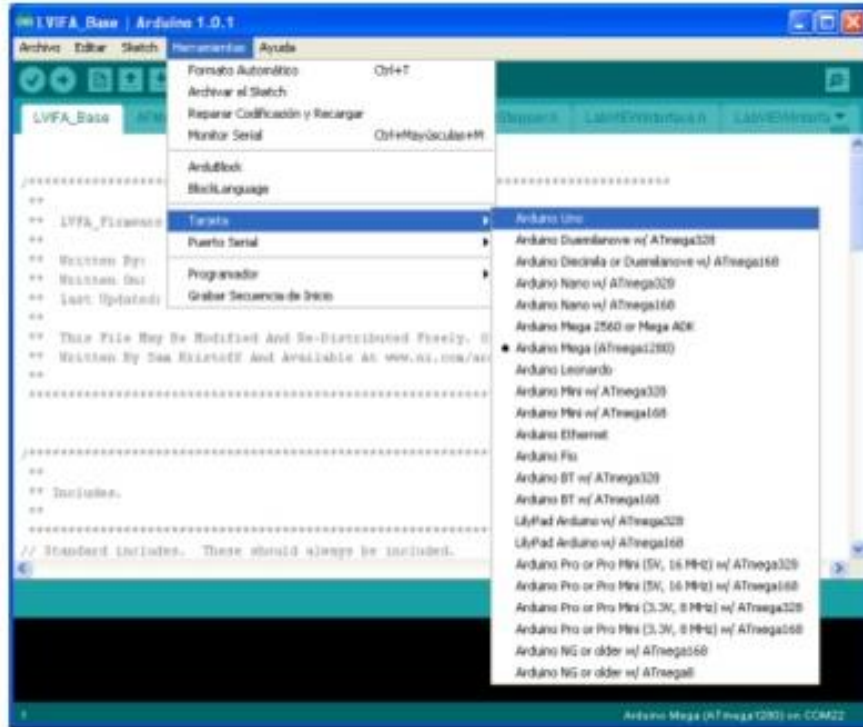 LVIFA_Base | Arduino 1.0.1
Archivo Editar Sketch Herramientas Ayuda
Formato Automático Ctrl+T
Archivar el Sketch
Reparar Codificación y Recargar
Monitor Serial Ctrl+Mayúsculas+M
ArduBlock
BlockLanguage
Tarjeta
Puerto Serial
Programador
Grabar Secuencia de Inicio
LVIFA_Base
Arduino Uno
Arduino Duemilanove w/ ATmega328
Arduino Diecimila or Duemilanove w/ ATmega168
Arduino Nano w/ ATmega328
Arduino Nano w/ ATmega168
Arduino Mega 2560 or Mega ADK
● Arduino Mega (ATmega1280)
Arduino Leonardo
Arduino Mini w/ ATmega328
Arduino Mini w/ ATmega168
Arduino Ethernet
Arduino Fio
Arduino BT w/ ATmega328
Arduino BT w/ ATmega168
LilyPad Arduino w/ ATmega328
LilyPad Arduino w/ ATmega168
Arduino Pro or Pro Mini (5V, 16 MHz) w/ ATmega328
Arduino Pro or Pro Mini (5V, 16 MHz) w/ ATmega168
Arduino Pro or Pro Mini (3.3V, 8 MHz) w/ ATmega328
Arduino Pro or Pro Mini (3.3V, 8 MHz) w/ ATmega168
Arduino NG or older w/ ATmega168
Arduino NG or older w/ ATmega8
** LVFA_Firmware
** Written By:
** Written On:
** Last Updated:
** This File May Be Modified And Re-Distributed Freely.
** Written By Sam Kristoff And Available At www.ni.com/
** Includes.
// Standard includes. These should always be included.
1
Arduino Mega (ATmega1280) on COM22